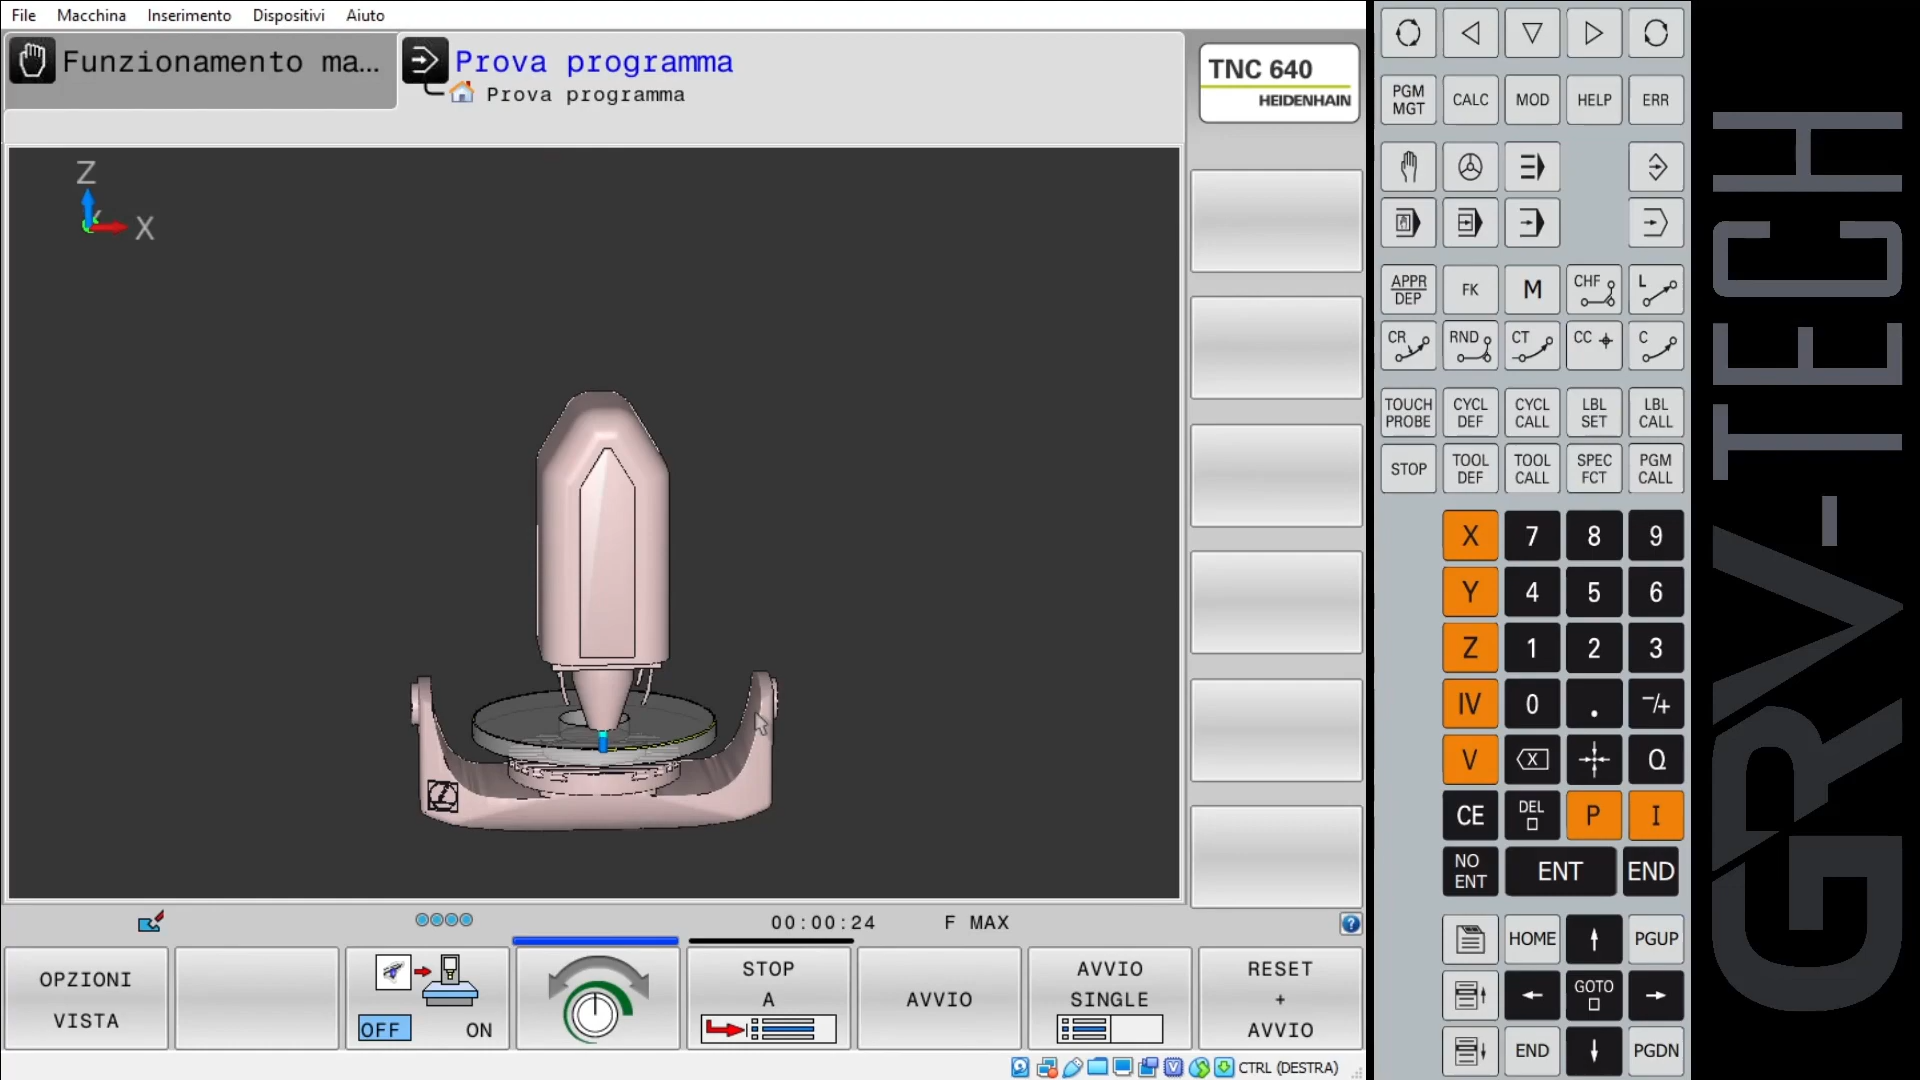 File Macchina Inserimento Dispositivi Aiuto
Funzionamento ma... Prova programma
Prova programma
TNC 640
HEIDENHAIN
Z
X
00:00:24 F MAX
OPZIONI
VISTA
OFF ON
STOP
A
AVVIO
AVVIO
SINGLE
RESET
+
AVVIO
CTRL (DESTRA)
PGM
MGT
CALC
MOD
HELP
ERR
APPR
DEP
FK
M
CHF
L
CR
RND
CT
CC
C
TOUCH
PROBE
CYCL
DEF
CYCL
CALL
LBL
SET
LBL
CALL
STOP
TOOL
DEF
TOOL
CALL
SPEC
FCT
PGM
CALL
X 7 8 9
Y 4 5 6
Z 1 2 3
IV 0 . -/+
V X Q
CE
DEL
P I
NO
ENT
ENT END
HOME PGUP
GOTO
END PGDN
GRV-TECH